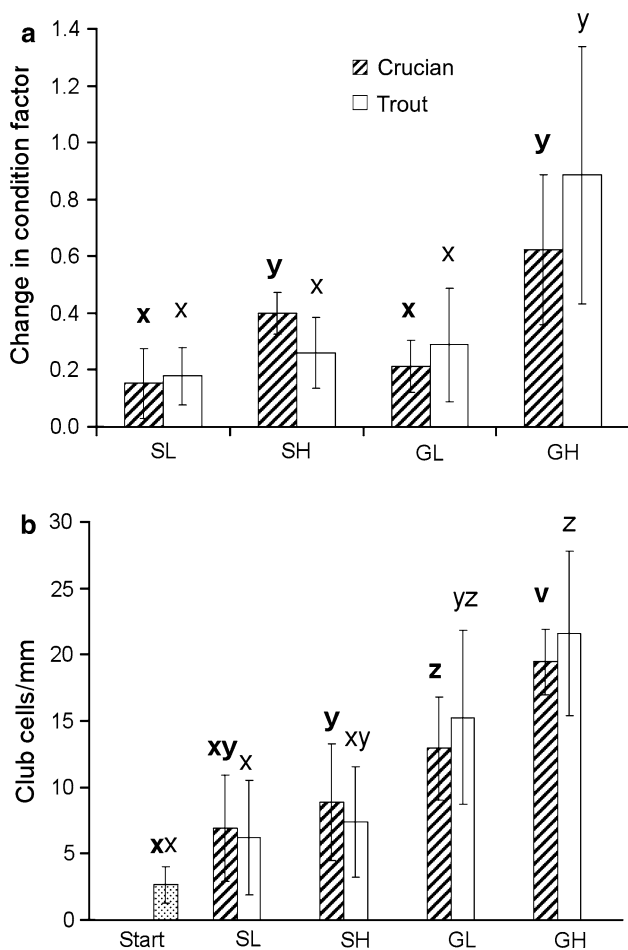 a
Change in condition factor
1.4
1.2
1.0
0.8
0.6
0.4
0.2
0.0
Crucian
Trout
x x y x x x y y
SL SH GL GH
b
Club cells/mm
30
25
20
15
10
5
0
xx xy x y xy z yz v z
Start SL SH GL GH